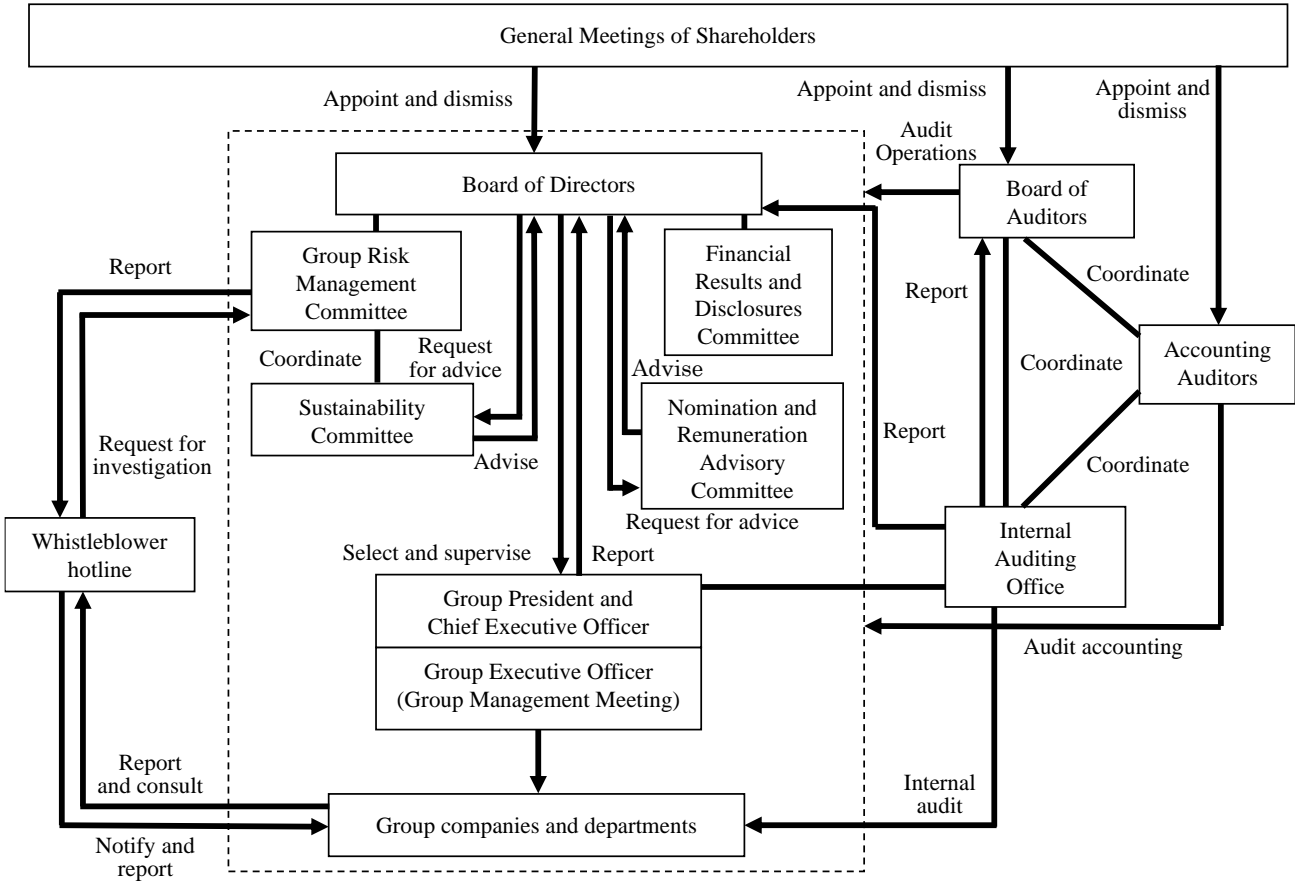 General Meetings of Shareholders
Appoint and dismiss
Appoint and dismiss
Appoint and
dismiss
Audit
Operations
Board of Directors
Board of
Auditors
Group Risk
Management
Committee
Financial
Results and
Disclosures
Committee
Report
Report
Coordinate
Coordinate
Request
for advice
Advise
Coordinate
Accounting
Auditors
Sustainability
Committee
Nomination and
Remuneration
Advisory
Committee
Request for
investigation
Advise
Report
Coordinate
Request for advice
Whistleblower
hotline
Select and supervise
Report
Internal
Auditing
Office
Group President and
Chief Executive Officer
Audit accounting
Group Executive Officer
(Group Management Meeting)
Report
and consult
Internal
audit
Group companies and departments
Notify and
report